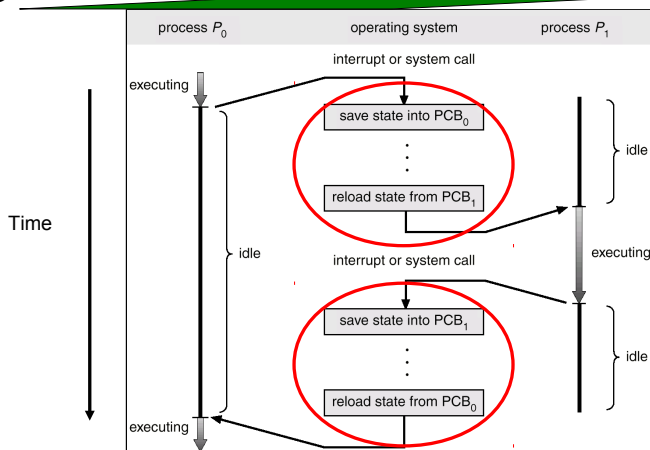 process P0 operating system process P1
interrupt or system call
executing
save state into PCB0
idle
reload state from PCB1
Time
idle
executing
interrupt or system call
save state into PCB1
idle
reload state from PCB0
executing